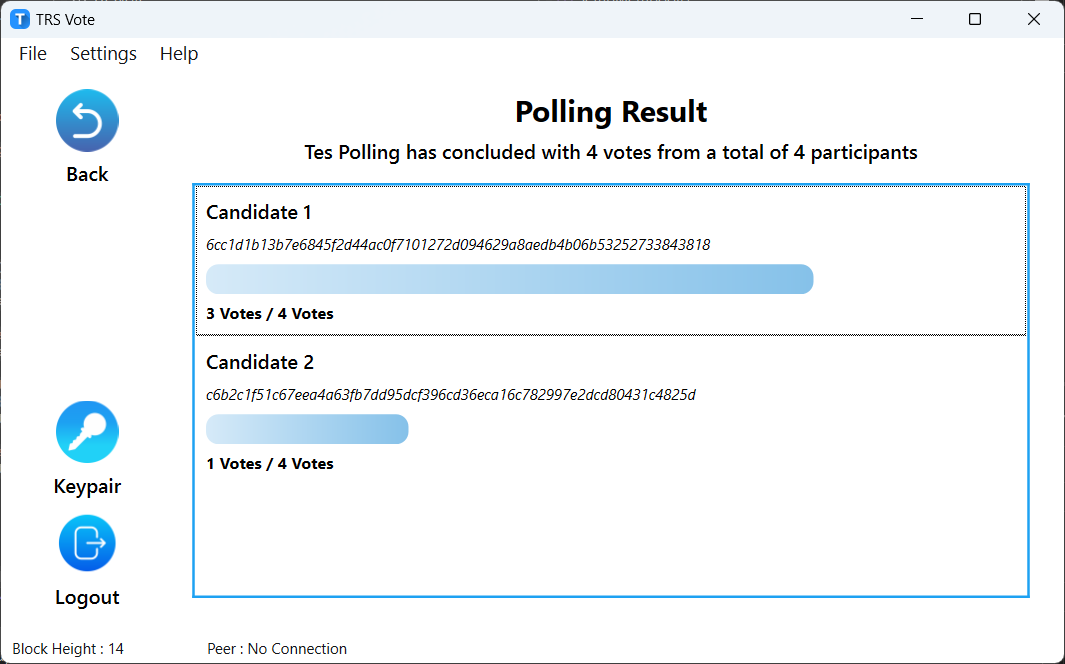 TRS Vote
File Settings Help
Back
Polling Result
Tes Polling has concluded with 4 votes from a total of 4 participants
Candidate 1
6cc1d1b13b7e6845f2d44ac0f7101272d094629a8aedb4b06b53252733843818
3 Votes / 4 Votes
Candidate 2
c6b2c1f51c67eea4a63fb7dd95dcf396cd36eca16c782997e2dcd80431c4825d
1 Votes / 4 Votes
Keypair
Logout
Block Height : 14
Peer : No Connection